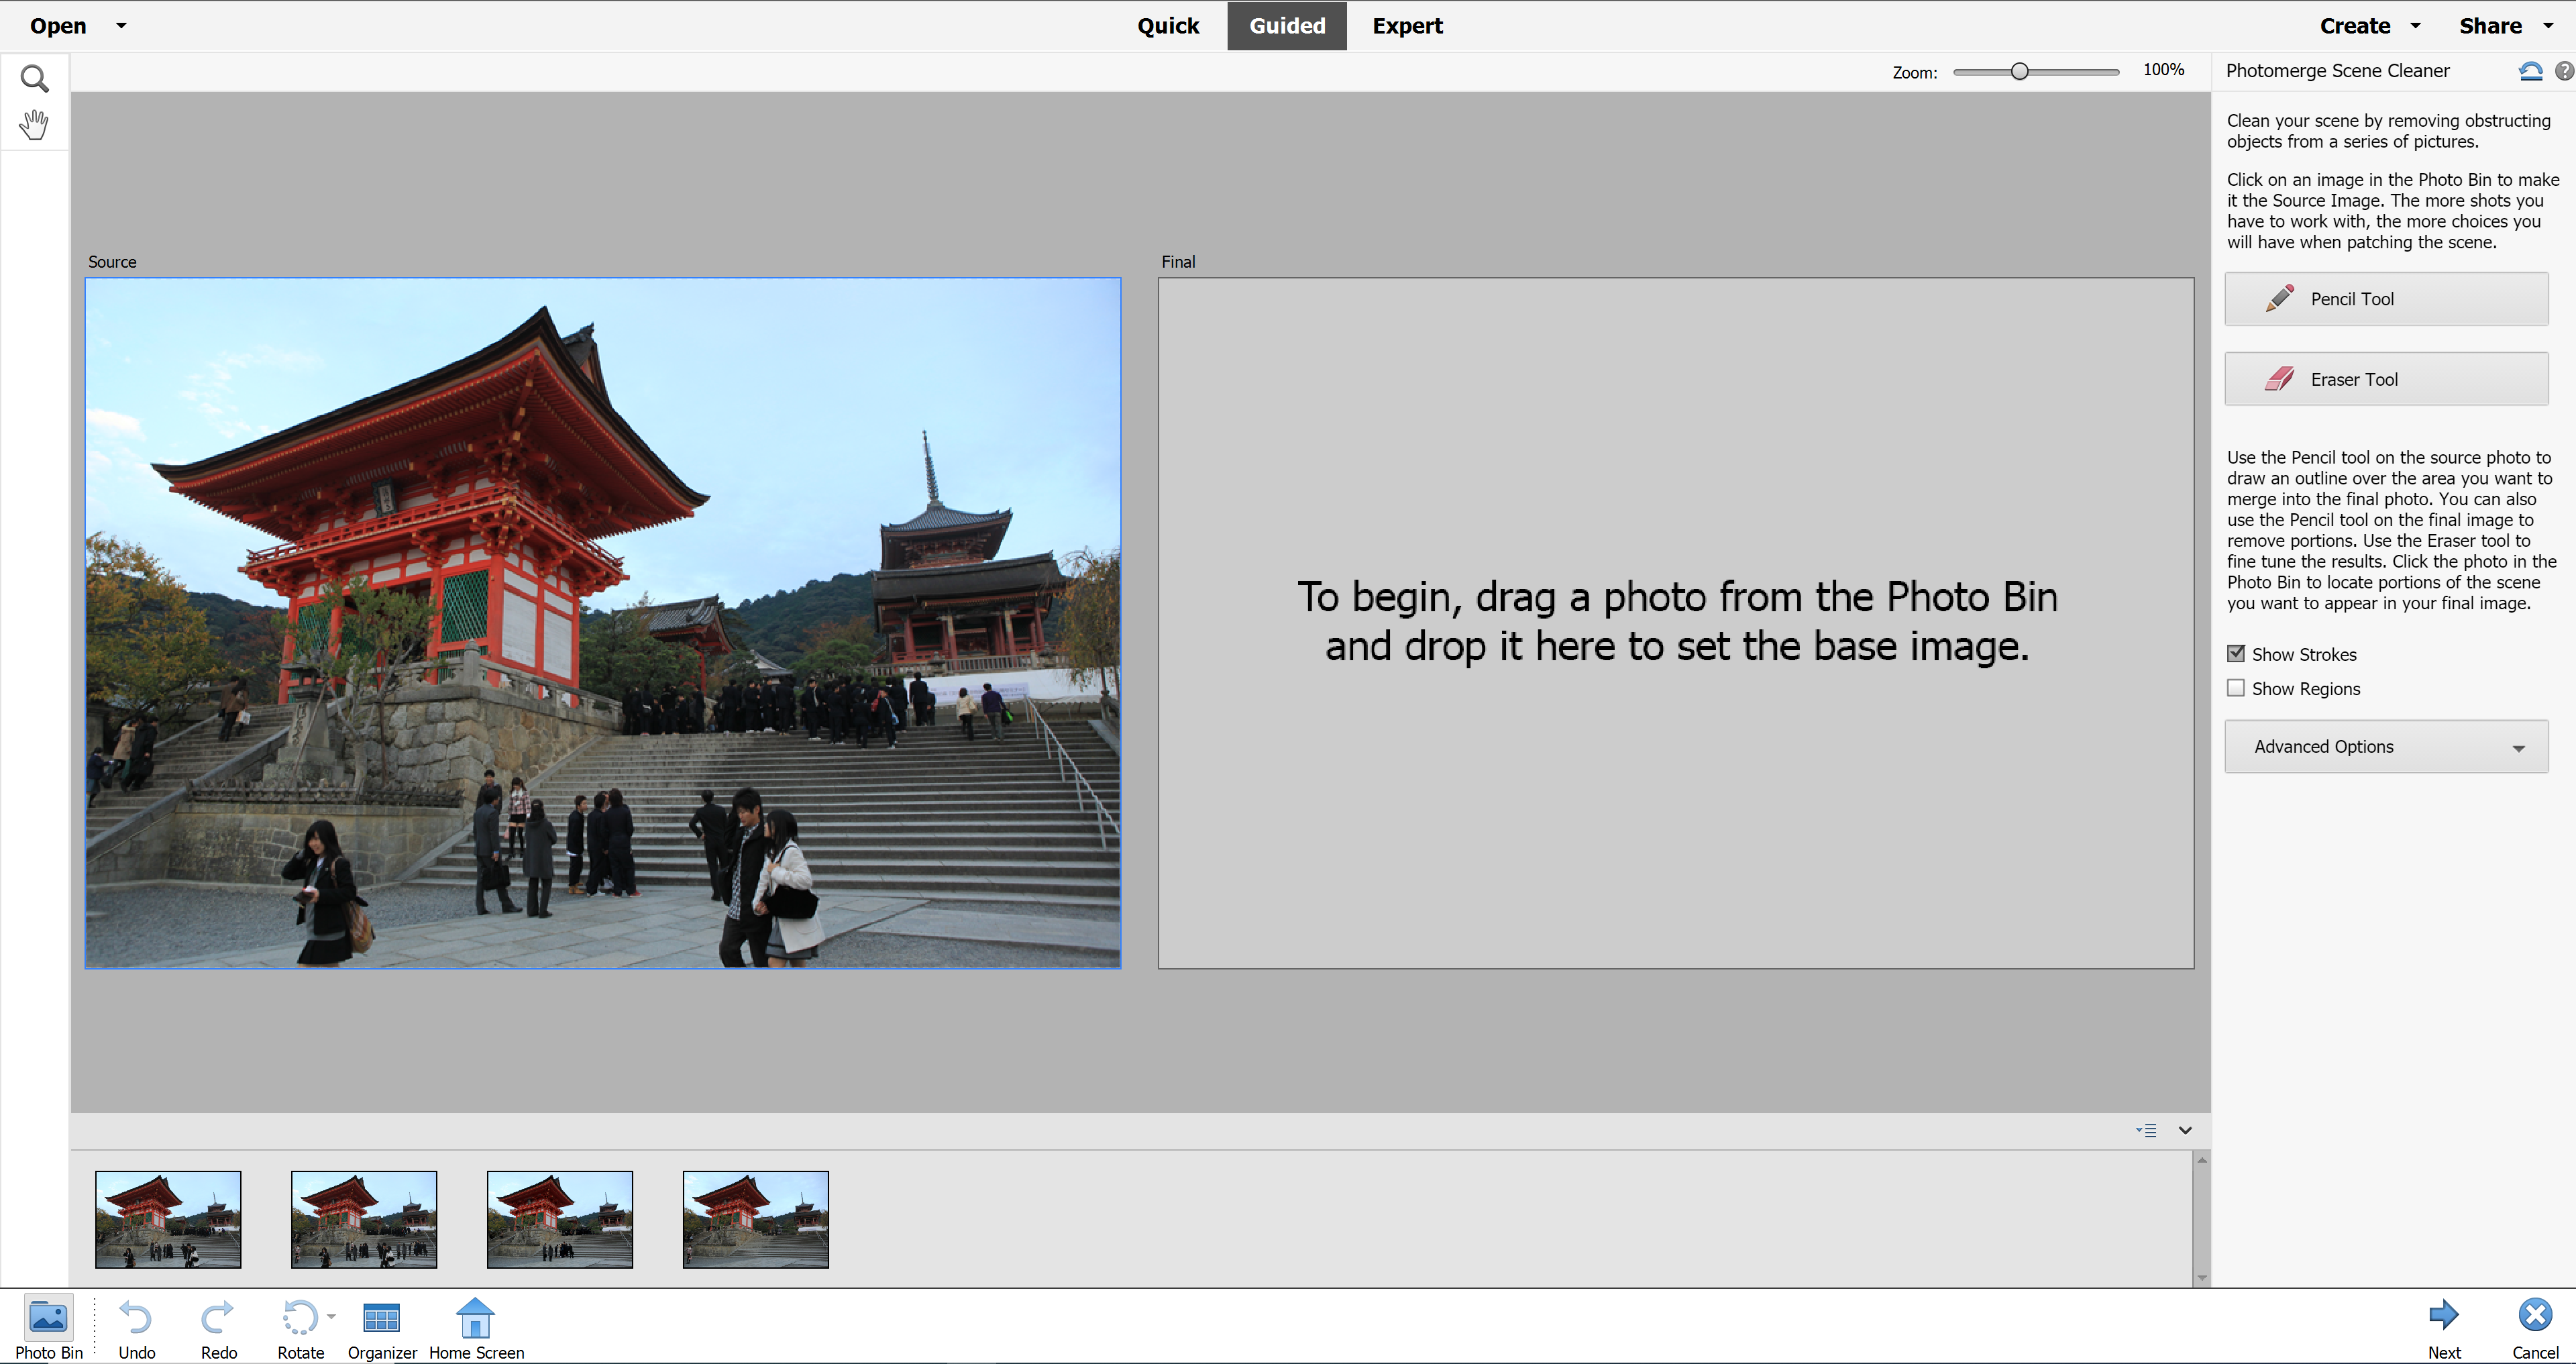 Open
Quick
Guided
Expert
Create
Share
Zoom:
100%
Photomerge Scene Cleaner
?
Clean your scene by removing obstructing
objects from a series of pictures.
Click on an image in the Photo Bin to make
it the Source Image. The more shots you
have to work with, the more choices you
will have when patching the scene.
Source
Final
Pencil Tool
Eraser Tool
To begin, drag a photo from the Photo Bin
and drop it here to set the base image.
Use the Pencil tool on the source photo to
draw an outline over the area you want to
merge into the final photo. You can also
use the Pencil tool on the final image to
remove portions. Use the Eraser tool to
fine tune the results. Click the photo in the
Photo Bin to locate portions of the scene
you want to appear in your final image.
Show Strokes
Show Regions
Advanced Options
Photo Bin
Undo
Redo
Rotate
Organizer
Home Screen
Next
Cancel